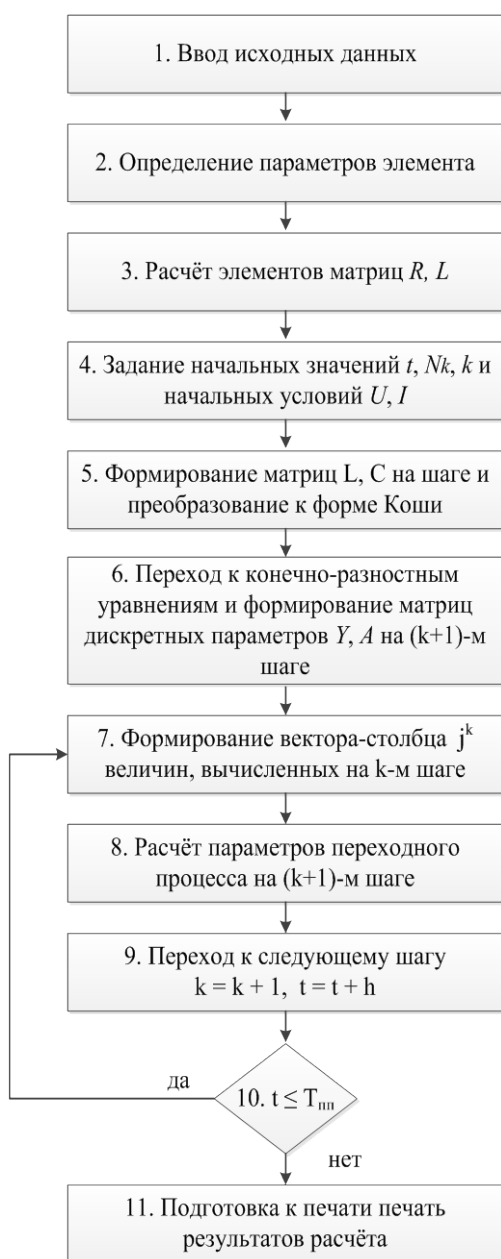 1. Ввод исходных данных
2. Определение параметров элемента
3. Расчёт элементов матриц R, L
4. Задание начальных значений t, Nk, k и
начальных условий U, I
5. Формирование матриц L, C на шаге и
преобразование к форме Коши
6. Переход к конечно-разностным
уравнениям и формирование матриц
дискретных параметров Y, A на (k+1)-м
шаге
7. Формирование вектора-столбца jᵏ
величин, вычисленных на k-м шаге
8. Расчёт параметров переходного
процесса на (k+1)-м шаге
9. Переход к следующему шагу
k = k + 1, t = t + h
да
10. t ≤ Tпп
нет
11. Подготовка к печати печать
результатов расчёта